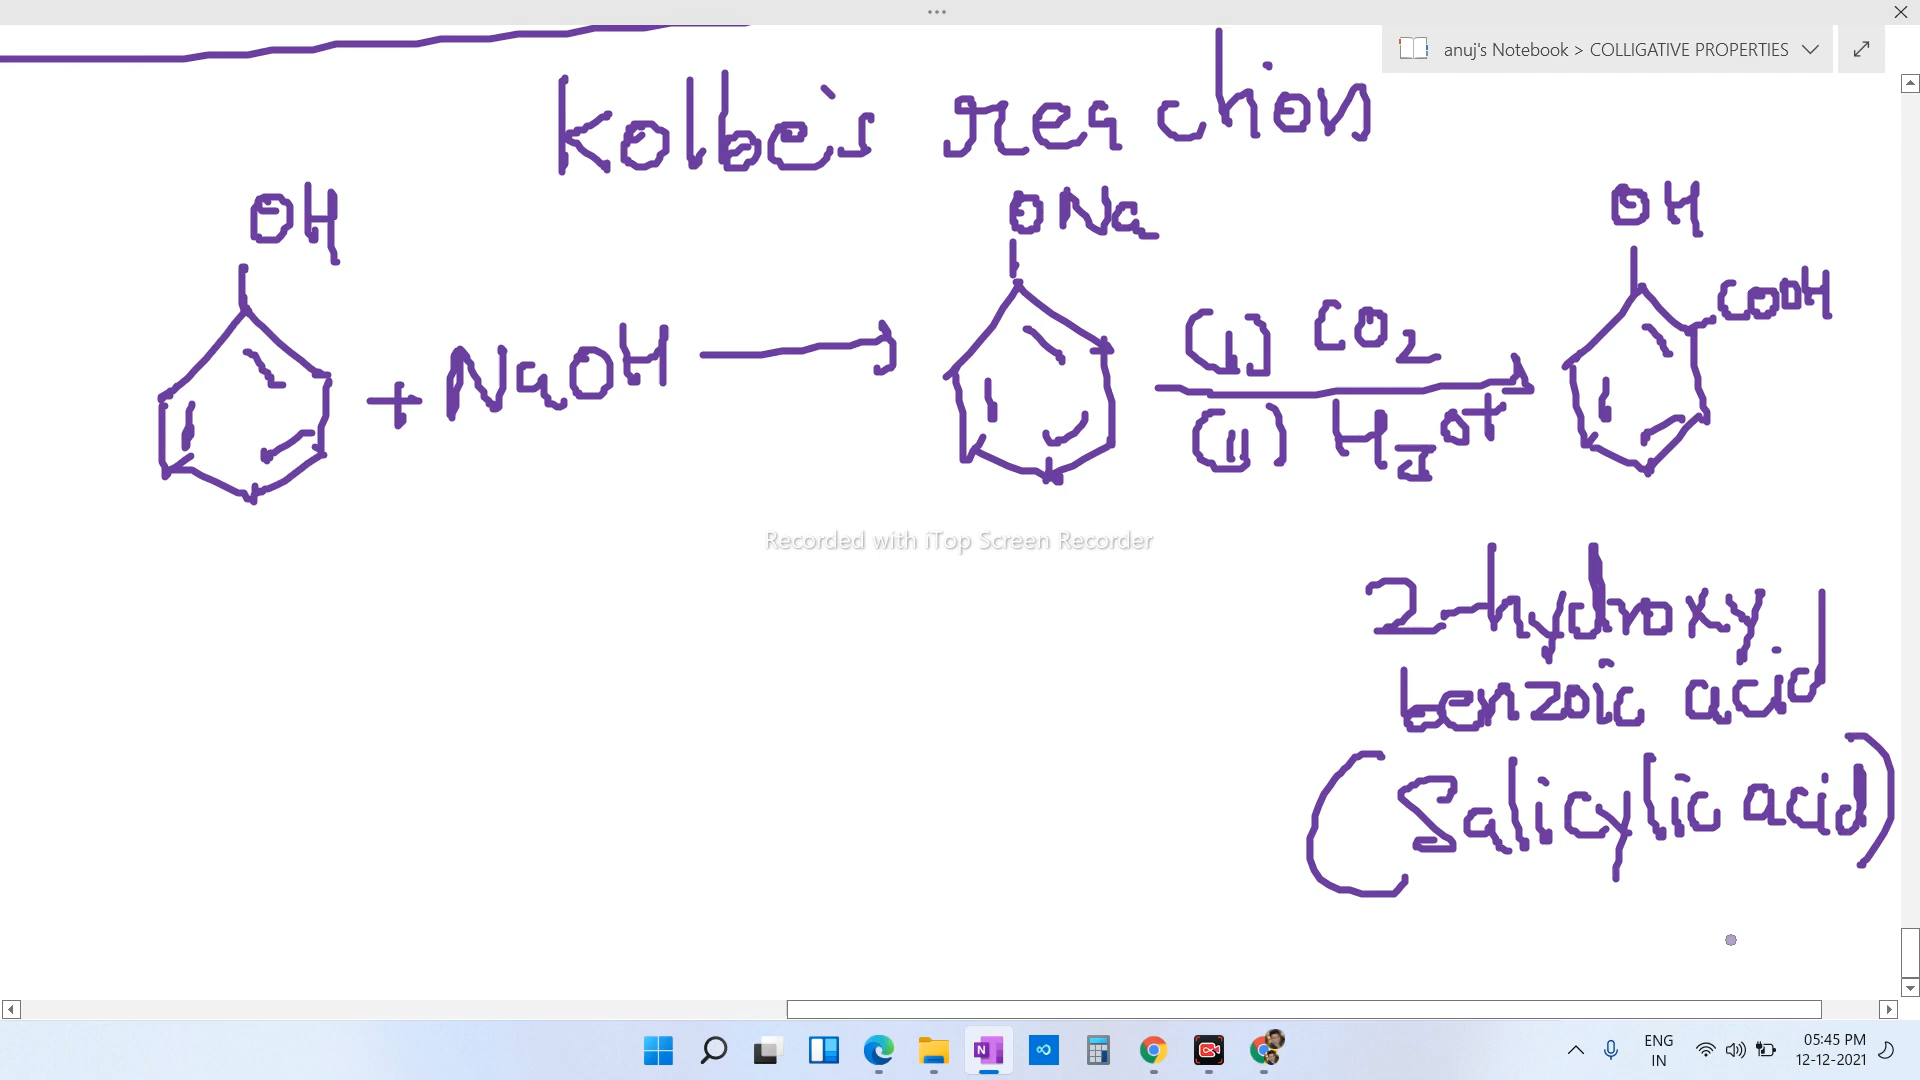 anuj's Notebook > COLLIGATIVE PROPERTIES
Kolbe's reaction
OH
ONa
OH
COOH
+ NaOH
(i) CO2
(ii) H3O+
Recorded with iTop Screen Recorder
2-hydroxy
benzoic acid
(Salicylic acid)
ENG
IN
05:45 PM
12-12-2021